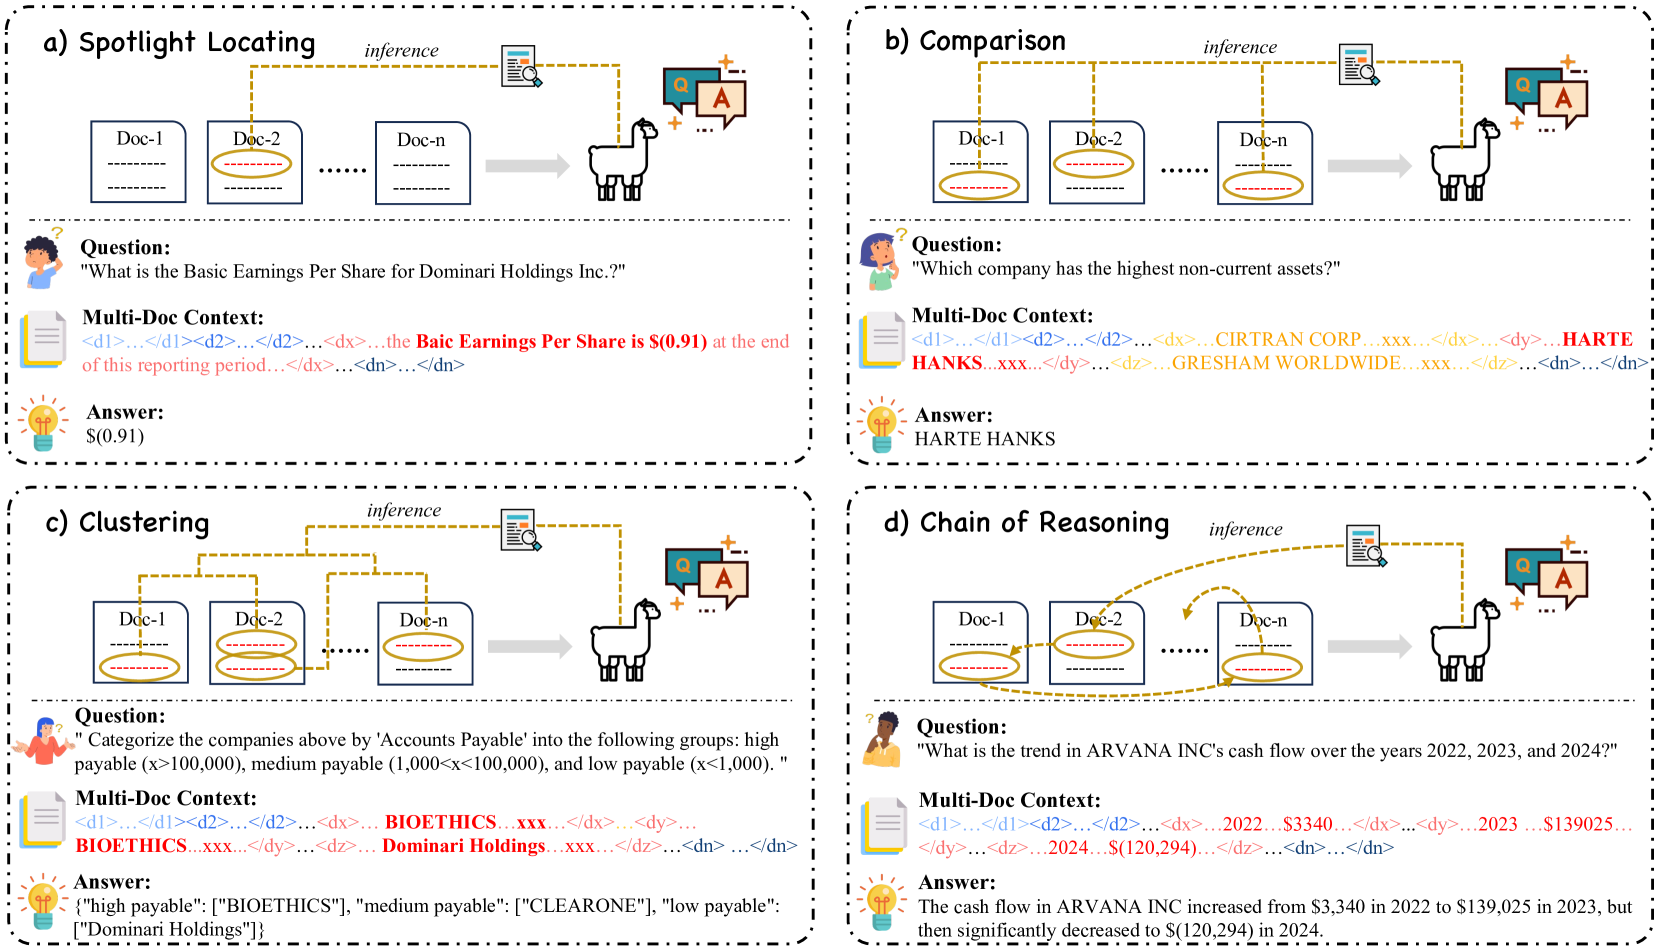 a) Spotlight Locating
inference
Q
A
Doc-1
Doc-2
Doc-n
Question:
"What is the Basic Earnings Per Share for Dominari Holdings Inc.?"
Multi-Doc Context:
<d1>…</d1><d2>…</d2>…<dx>…the Baic Earnings Per Share is $(0.91) at the end
of this reporting period…</dx>…<dn>…</dn>
Answer:
$(0.91)
b) Comparison
inference
Q
A
Doc-1
Doc-2
Doc-n
Question:
"Which company has the highest non-current assets?"
Multi-Doc Context:
<d1>…</d1><d2>…</d2>…<dx>…CIRTRAN CORP…xxx…</dx>…<dy>…HARTE
HANKS...xxx...</dy>…<dz>…GRESHAM WORLDWIDE…xxx…</dz>…<dn>…</dn>
Answer:
HARTE HANKS
c) Clustering
inference
Q
A
Doc-1
Doc-2
Doc-n
Question:
" Categorize the companies above by 'Accounts Payable' into the following groups: high
payable (x>100,000), medium payable (1,000<x<100,000), and low payable (x<1,000). "
Multi-Doc Context:
<d1>…</d1><d2>…</d2>…<dx>… BIOETHICS…xxx…</dx>…<dy>…
BIOETHICS...xxx...</dy>…<dz>… Dominari Holdings…xxx…</dz>…<dn> …</dn>
Answer:
{"high payable": ["BIOETHICS"], "medium payable": ["CLEARONE"], "low payable":
["Dominari Holdings"]}
d) Chain of Reasoning
inference
Q
A
Doc-1
Doc-2
Doc-n
Question:
"What is the trend in ARVANA INC's cash flow over the years 2022, 2023, and 2024?"
Multi-Doc Context:
<d1>…</d1><d2>…</d2>…<dx>…2022…$3340…</dx>...<dy>…2023 …$139025…
</dy>…<dz>…2024…$(120,294)…</dz>…<dn>…</dn>
Answer:
The cash flow in ARVANA INC increased from $3,340 in 2022 to $139,025 in 2023, but
then significantly decreased to $(120,294) in 2024.